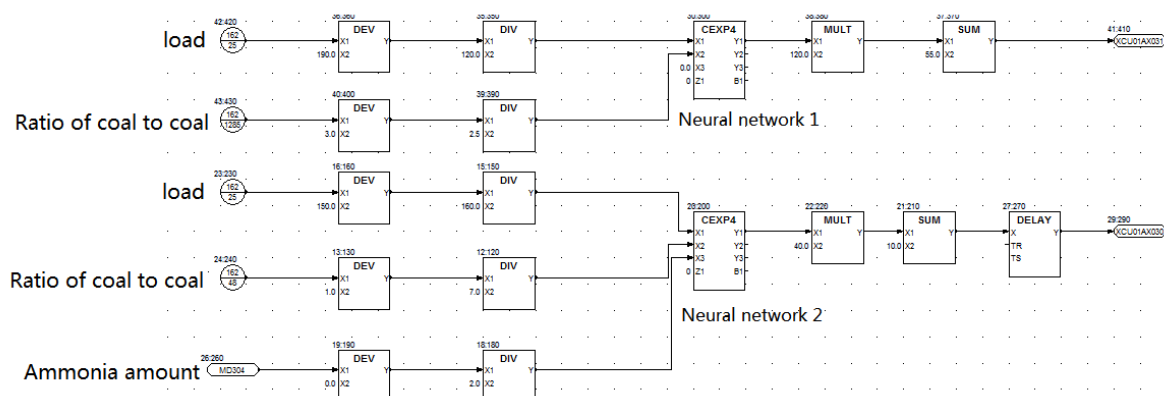 42:420
36:360
35:350
30:300
38:380
37:370
41:410
load
162
25
DEV
X1 Y
190.0 X2
DIV
X1 Y
120.0 X2
CEXP4
X1 Y1
X2 Y2
0.0 X3 Y3
0 Z1 B1
MULT
X1 Y
120.0 X2
SUM
X1 Y
55.0 X2
XCU01AX031
43:430
40:400
39:390
Ratio of coal to coal
162
1285
DEV
X1 Y
3.0 X2
DIV
X1 Y
2.5 X2
Neural network 1
23:230
16:160
15:150
load
162
25
DEV
X1 Y
150.0 X2
DIV
X1 Y
160.0 X2
28:200
22:220
21:210
27:270
29:290
CEXP4
X1 Y1
X2 Y2
X3 Y3
0 Z1 B1
MULT
X1 Y
40.0 X2
SUM
X1 Y
10.0 X2
DELAY
X Y
TR
TS
XCU01AX030
24:240
13:130
12:120
Ratio of coal to coal
162
48
DEV
X1 Y
1.0 X2
DIV
X1 Y
7.0 X2
Neural network 2
26:260
19:190
18:180
Ammonia amount
MD304
DEV
X1 Y
0.0 X2
DIV
X1 Y
2.0 X2